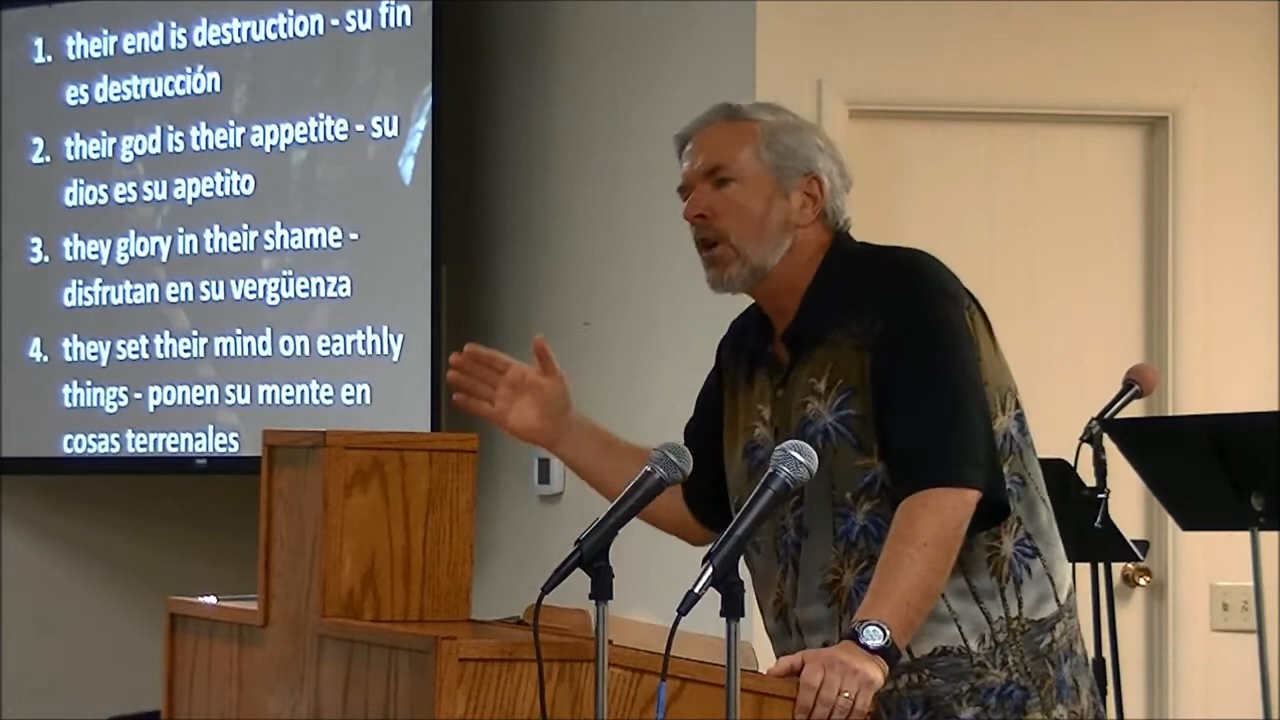 1. their end is destruction - su fin
es destrucción
2. their god is their appetite - su
dios es su apetito
3. they glory in their shame -
disfrutan en su vergüenza
4. they set their mind on earthly
things - ponen su mente en
cosas terrenales